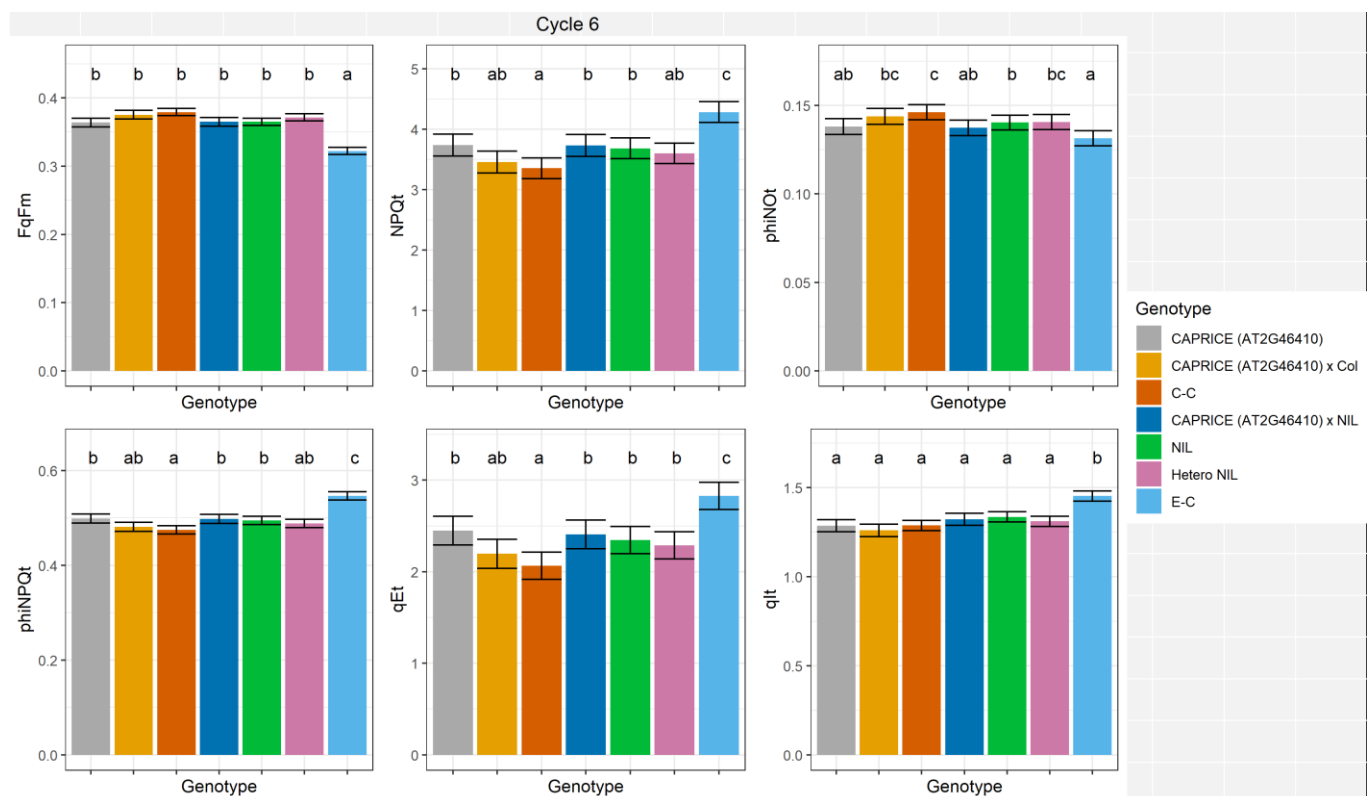 Cycle 6
FqFm
0.4
0.3
0.2
0.1
0.0
b b b b b b a
Genotype
NPQt
5
4
3
2
1
0
b ab a b b ab c
Genotype
phiNOt
0.15
0.10
0.05
0.00
ab bc c ab b bc a
Genotype
phiNPQt
0.6
0.4
0.2
0.0
b ab a b b ab c
Genotype
qEt
3
2
1
0
b ab a b b b c
Genotype
qIt
1.5
1.0
0.5
0.0
a a a a a a b
Genotype
Genotype
CAPRICE (AT2G46410)
CAPRICE (AT2G46410) x Col
C-C
CAPRICE (AT2G46410) x NIL
NIL
Hetero NIL
E-C